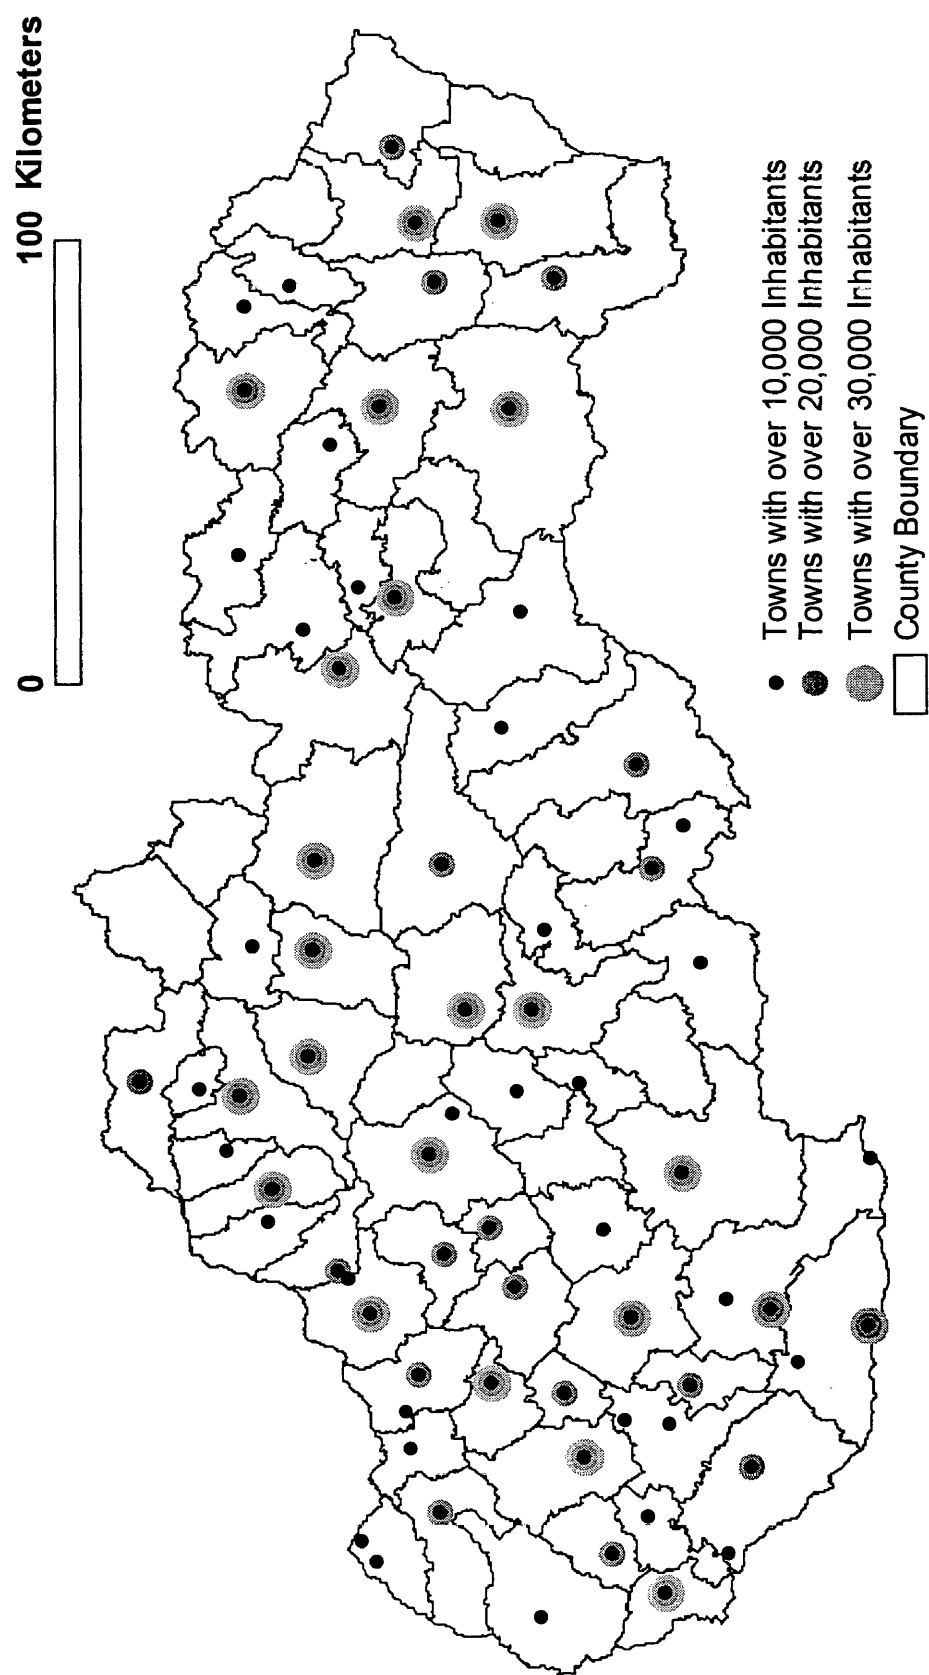 0 100 Kilometers
Towns with over 10,000 Inhabitants
Towns with over 20,000 Inhabitants
Towns with over 30,000 Inhabitants
County Boundary